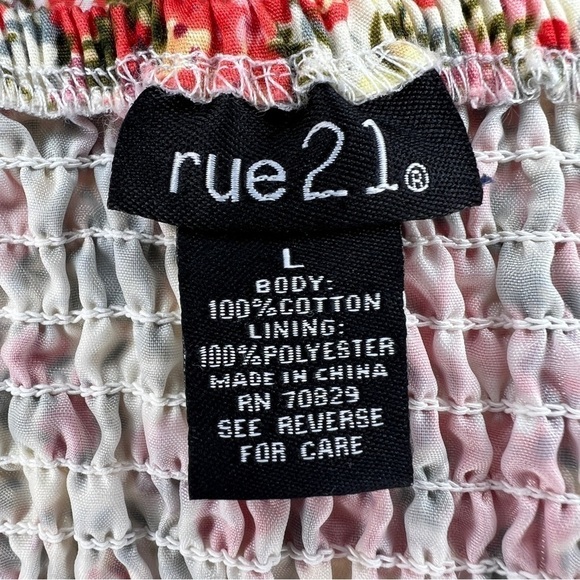 rue21®
L
BODY:
100%COTTON
LINING:
100%POLYESTER
MADE IN CHINA
RN 70829
SEE REVERSE
FOR CARE